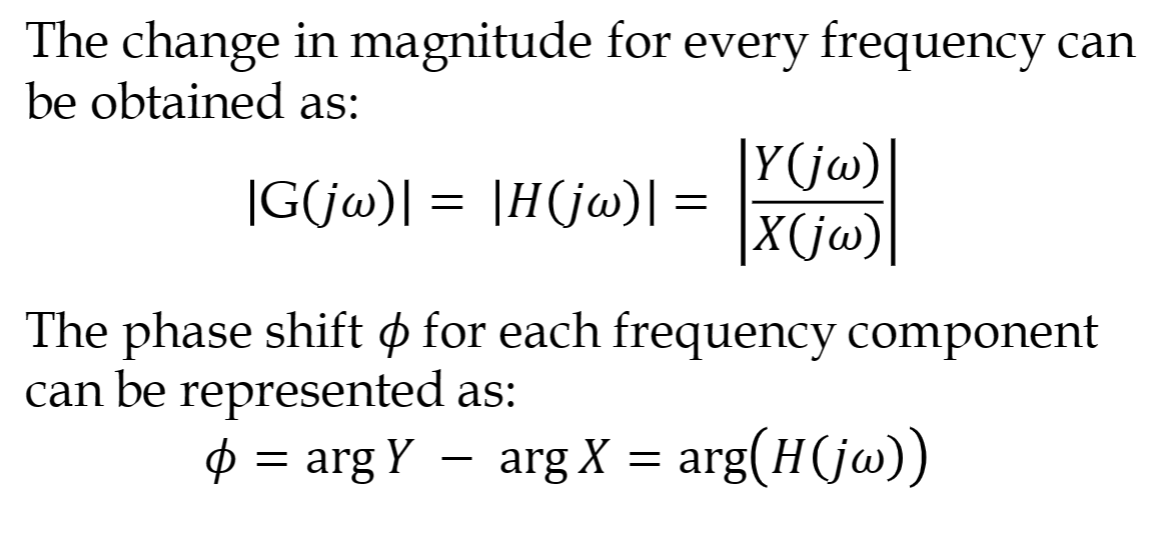 The change in magnitude for every frequency can
be obtained as:
|G(jω)| = |H(jω)| = |Y(jω)/X(jω)|
The phase shift ϕ for each frequency component
can be represented as:
ϕ = arg Y − arg X = arg(H(jω))